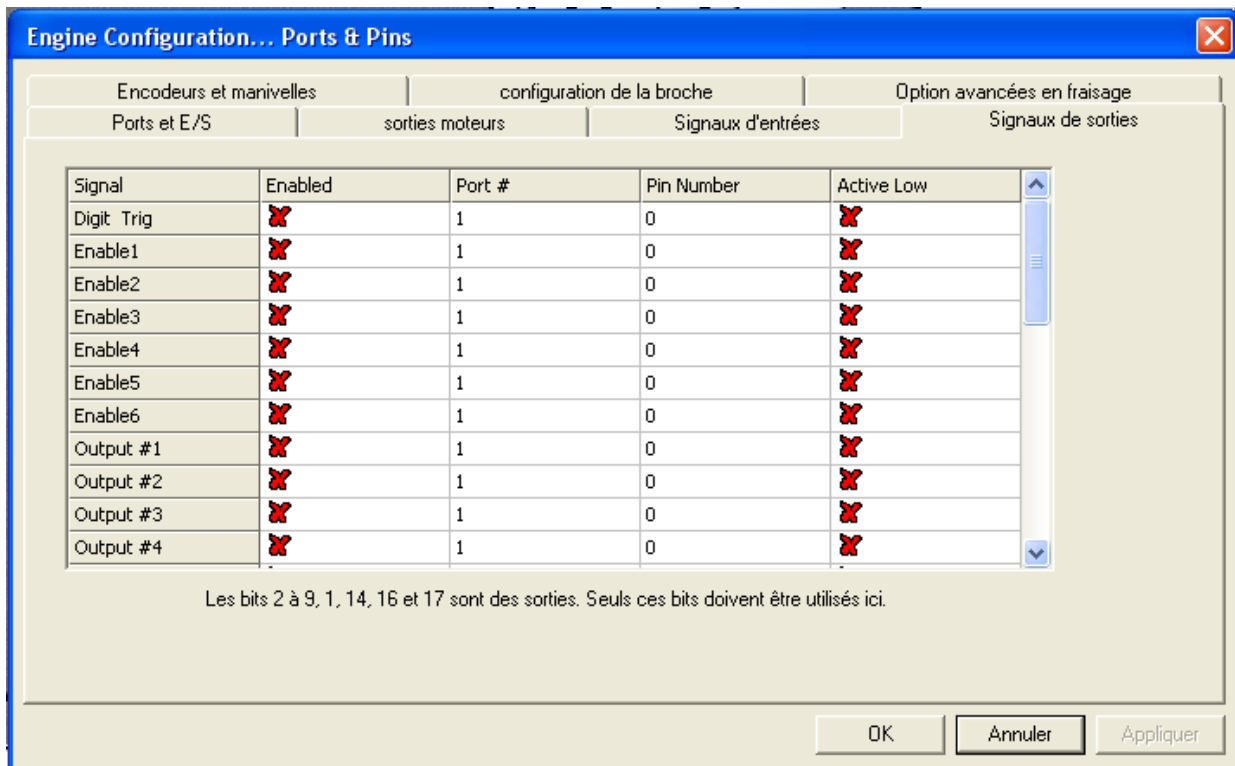 Engine Configuration... Ports & Pins
Encodeurs et manivelles configuration de la broche Option avancées en fraisage
Ports et E/S sorties moteurs Signaux d'entrées Signaux de sorties
Signal Enabled Port # Pin Number Active Low
Digit Trig 1 0
Enable1 1 0
Enable2 1 0
Enable3 1 0
Enable4 1 0
Enable5 1 0
Enable6 1 0
Output #1 1 0
Output #2 1 0
Output #3 1 0
Output #4 1 0
Les bits 2 à 9, 1, 14, 16 et 17 sont des sorties. Seuls ces bits doivent être utilisés ici.
OK Annuler Appliquer